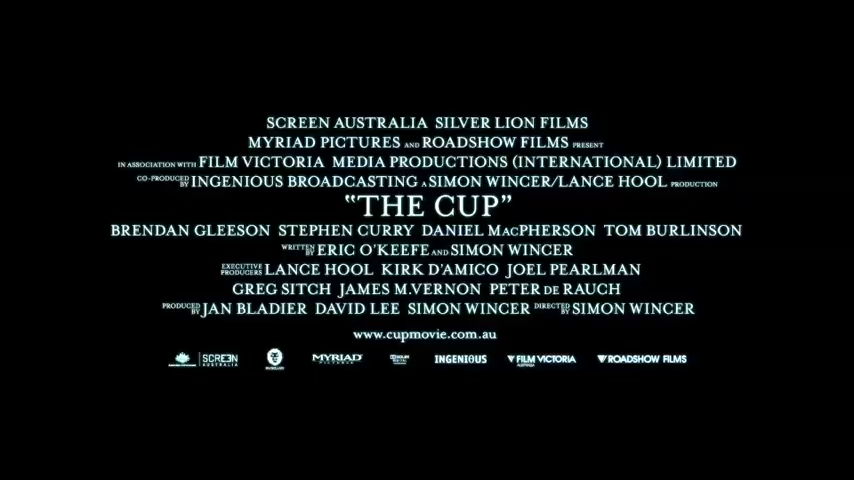 SCREEN AUSTRALIA SILVER LION FILMS
MYRIAD PICTURES AND ROADSHOW FILMS PRESENT
IN ASSOCIATION WITH FILM VICTORIA MEDIA PRODUCTIONS (INTERNATIONAL) LIMITED
CO-PRODUCED BY INGENIOUS BROADCASTING A SIMON WINCER/LANCE HOOL PRODUCTION
"THE CUP"
BRENDAN GLEESON STEPHEN CURRY DANIEL MACPHERSON TOM BURLINSON
WRITTEN BY ERIC O'KEEFE AND SIMON WINCER
EXECUTIVE PRODUCERS LANCE HOOL KIRK D'AMICO JOEL PEARLMAN
GREG SITCH JAMES M.VERNON PETER DE RAUCH
PRODUCED BY JAN BLADIER DAVID LEE SIMON WINCER DIRECTED BY SIMON WINCER
www.cupmovie.com.au
SCREEN AUSTRALIA MYRIAD PICTURES DOLBY DIGITAL INGENIOUS FILM VICTORIA AUSTRALIA ROADSHOW FILMS